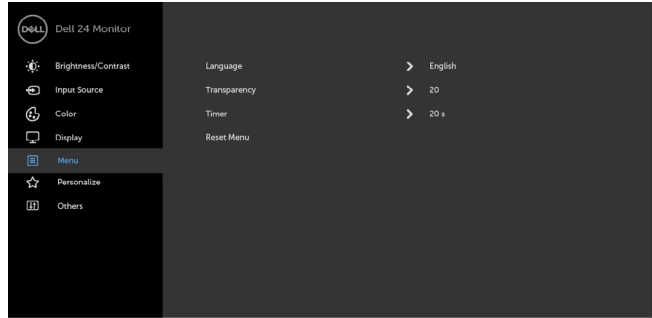 DELL
Dell 24 Monitor
Brightness/Contrast
Input Source
Color
Display
Menu
Personalize
Others
Language English
Transparency 20
Timer 20 s
Reset Menu